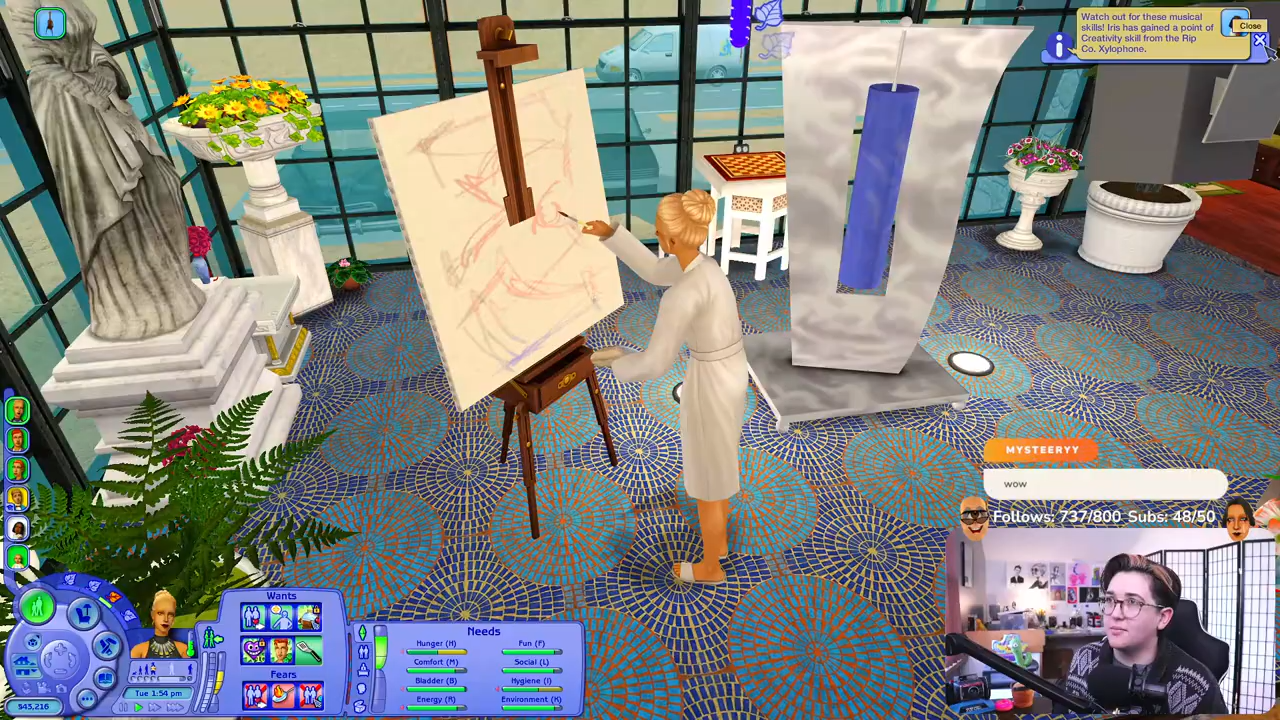 Watch out for these musical
skills! Iris has gained a point of
Creativity skill from the Rip
Co. Xylophone.
Close
MYSTEERYY
wow
Follows: 737/800 Subs: 48/50
Wants
Fears
Needs
Hunger (H)
Fun (F)
Comfort (M)
Social (L)
Bladder (B)
Hygiene (I)
Energy (R)
Environment (K)
Tue 1:54 pm
$43,216